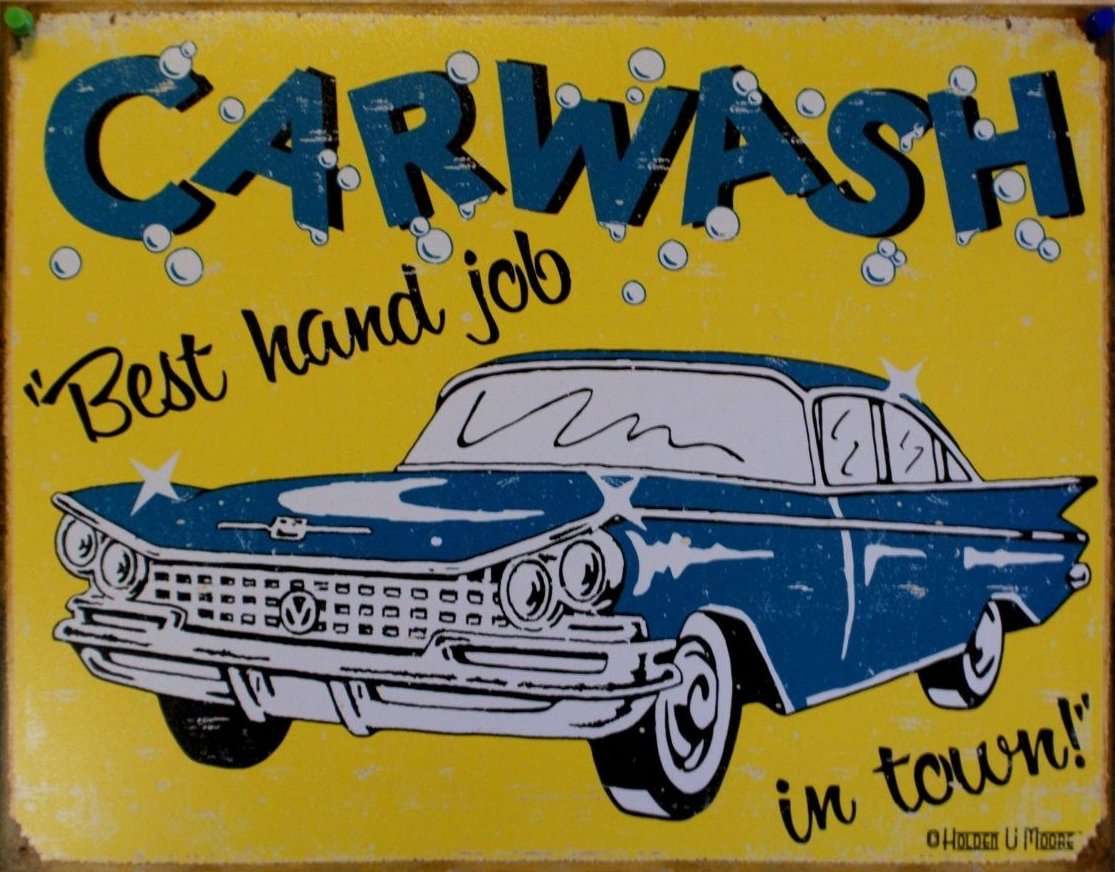 CARWASH
"Best hand job
in town!"
© HOLDEN U MOORE